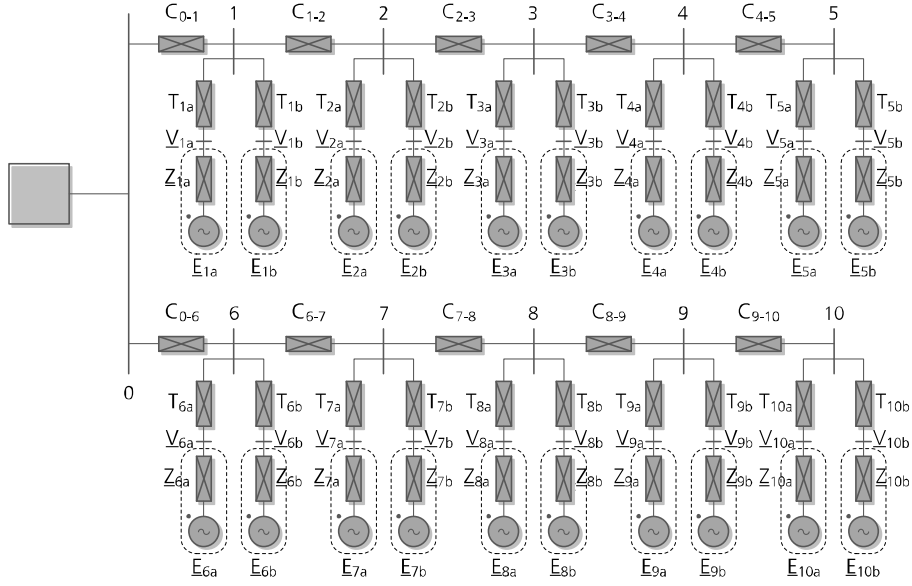 C0-1 1 C1-2 2 C2-3 3 C3-4 4 C4-5 5
T1a T1b T2a T2b T3a T3b T4a T4b T5a T5b
V1a V1b V2a V2b V3a V3b V4a V4b V5a V5b
Z1a Z1b Z2a Z2b Z3a Z3b Z4a Z4b Z5a Z5b
E1a E1b E2a E2b E3a E3b E4a E4b E5a E5b
C0-6 6 C6-7 7 C7-8 8 C8-9 9 C9-10 10
0
T6a T6b T7a T7b T8a T8b T9a T9b T10a T10b
V6a V6b V7a V7b V8a V8b V9a V9b V10a V10b
Z6a Z6b Z7a Z7b Z8a Z8b Z9a Z9b Z10a Z10b
E6a E6b E7a E7b E8a E8b E9a E9b E10a E10b